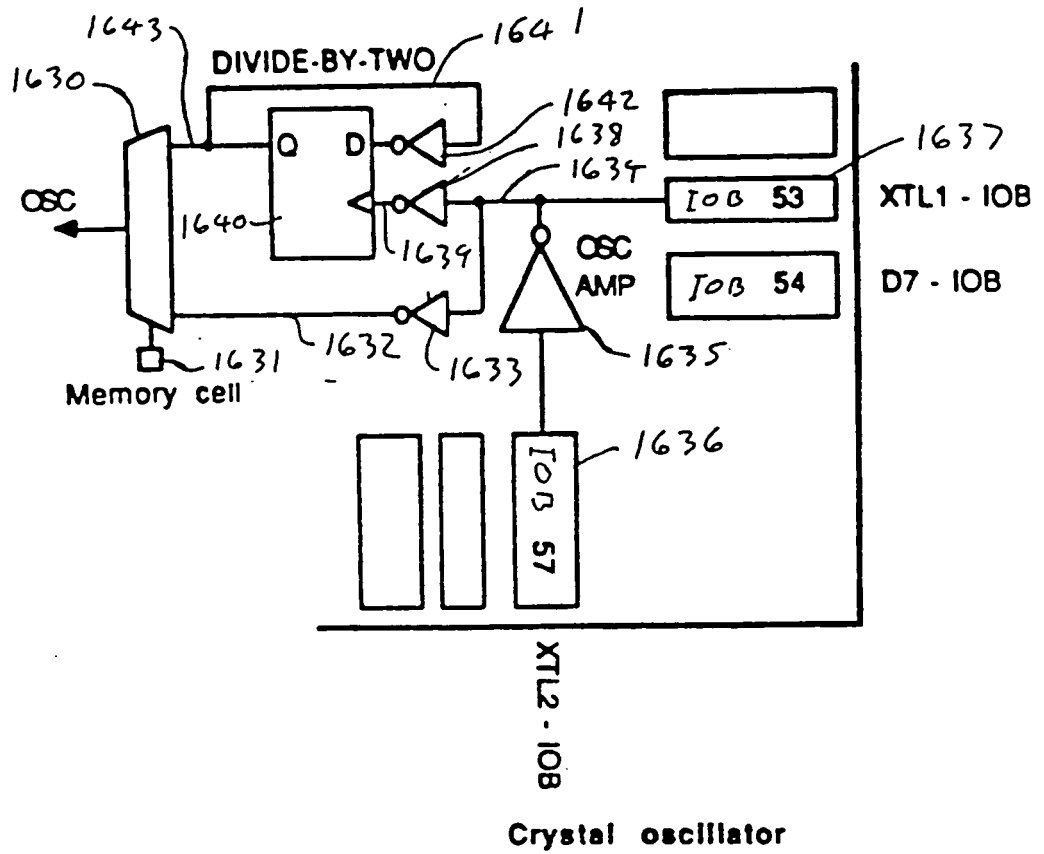 1643
1641
1630
DIVIDE-BY-TWO
1642
1638
1634
1637
Q
D
OSC
1640
1639
IOB 53
XTL1 - IOB
OSC
AMP
IOB 54
D7 - IOB
1632
1633
1635
1631
Memory cell
1636
IOB 57
XTL2 - IOB
Crystal oscillator